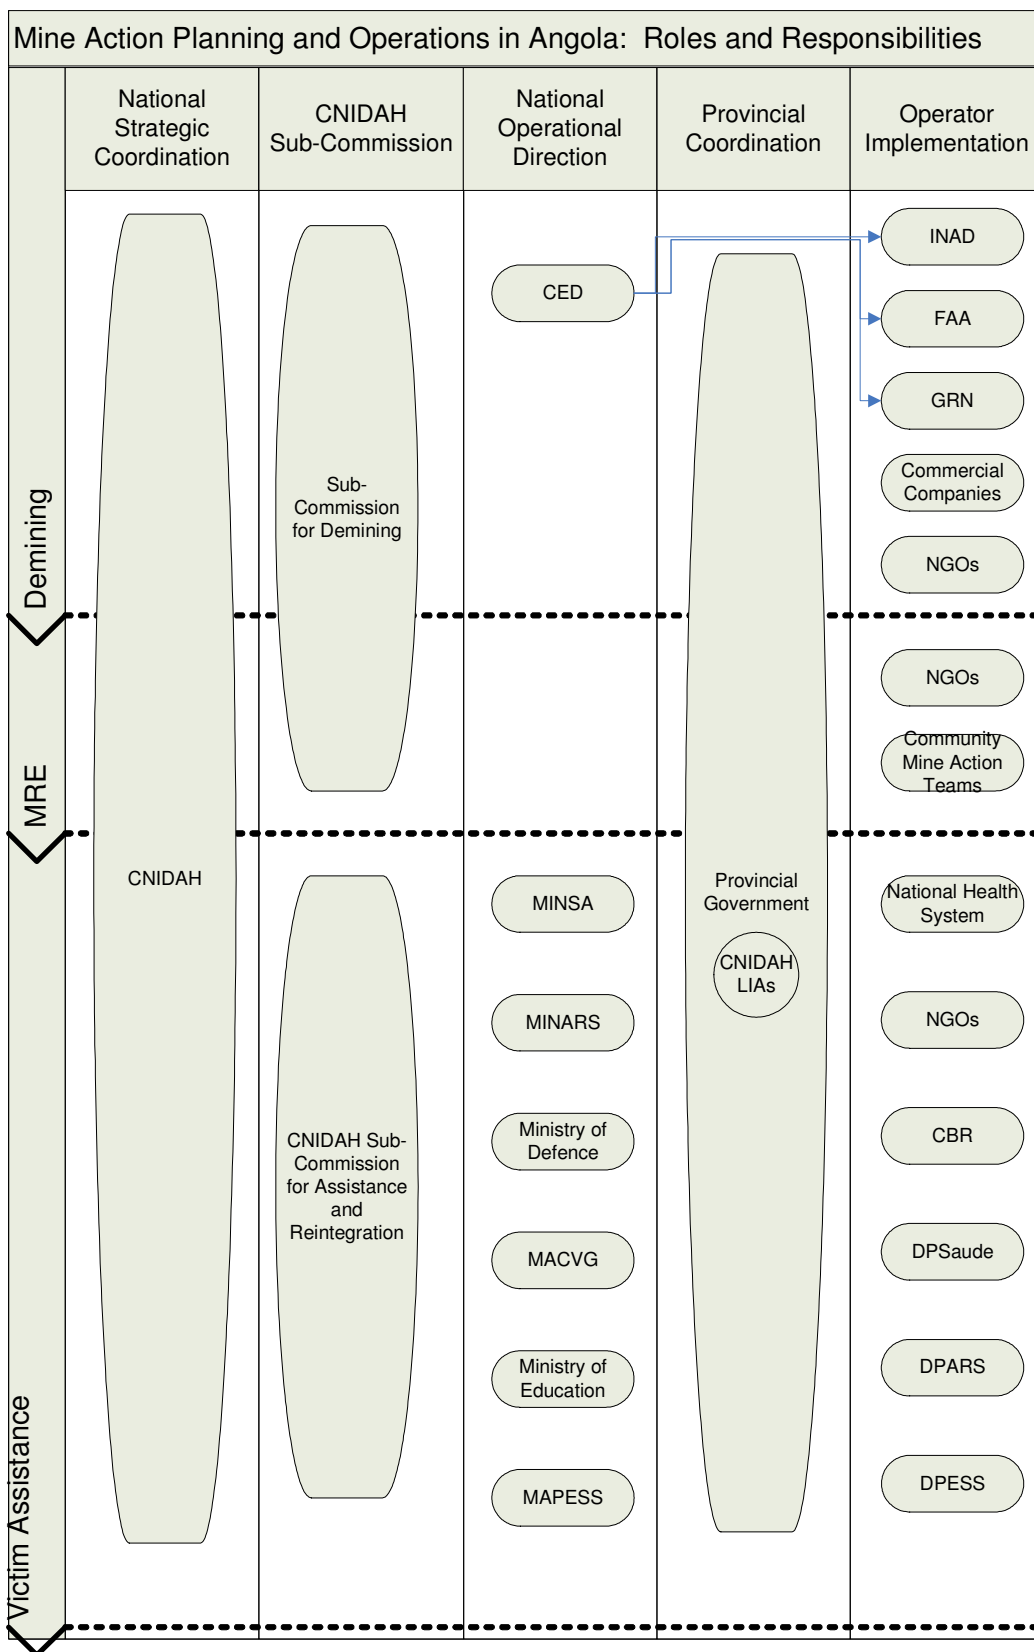 Mine Action Planning and Operations in Angola: Roles and Responsibilities
National
Strategic
Coordination
CNIDAH
Sub-Commission
National
Operational
Direction
Provincial
Coordination
Operator
Implementation
Demining
CED
INAD
FAA
GRN
Commercial
Companies
NGOs
Sub-
Commission
for Demining
MRE
NGOs
Community
Mine Action
Teams
Victim Assistance
CNIDAH
CNIDAH Sub-
Commission
for Assistance
and
Reintegration
MINSA
MINARS
Ministry of
Defence
MACVG
Ministry of
Education
MAPESS
Provincial
Government
CNIDAH
LIAs
National Health
System
NGOs
CBR
DPSaude
DPARS
DPESS